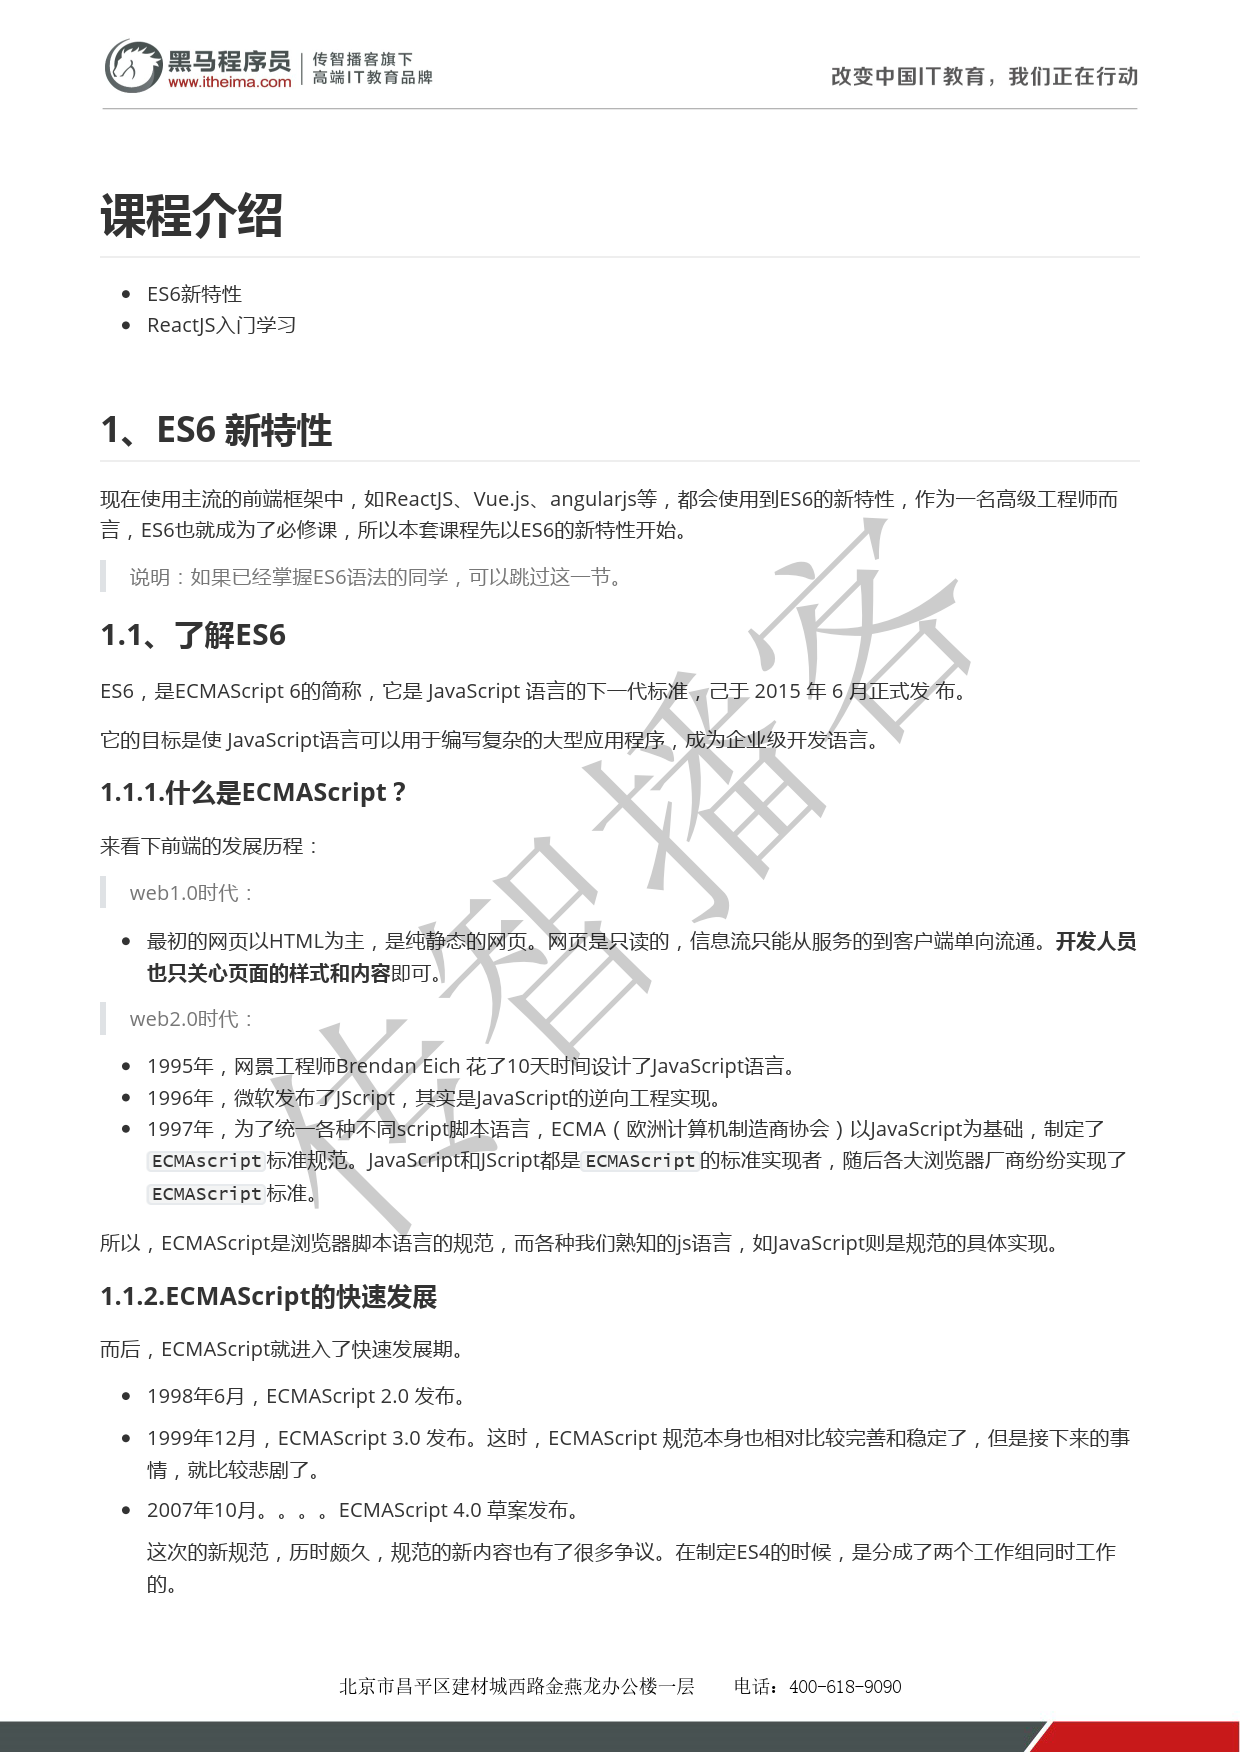 黑马程序员
www.itheima.com
传智播客旗下
高端IT教育品牌
改变中国IT教育，我们正在行动
课程介绍
ES6新特性
ReactJS入门学习
1、ES6 新特性
现在使用主流的前端框架中，如ReactJS、Vue.js、angularjs等，都会使用到ES6的新特性，作为一名高级工程师而
言，ES6也就成为了必修课，所以本套课程先以ES6的新特性开始。
说明：如果已经掌握ES6语法的同学，可以跳过这一节。
1.1、了解ES6
ES6，是ECMAScript 6的简称，它是 JavaScript 语言的下一代标准，己于 2015 年 6 月正式发 布。
它的目标是使 JavaScript语言可以用于编写复杂的大型应用程序，成为企业级开发语言。
1.1.1.什么是ECMAScript？
来看下前端的发展历程：
web1.0时代：
最初的网页以HTML为主，是纯静态的网页。网页是只读的，信息流只能从服务的到客户端单向流通。开发人员
也只关心页面的样式和内容即可。
web2.0时代：
1995年，网景工程师Brendan Eich 花了10天时间设计了JavaScript语言。
1996年，微软发布了JScript，其实是JavaScript的逆向工程实现。
1997年，为了统一各种不同script脚本语言，ECMA（欧洲计算机制造商协会）以JavaScript为基础，制定了
ECMAscript标准规范。JavaScript和JScript都是ECMAScript的标准实现者，随后各大浏览器厂商纷纷实现了
ECMAScript标准。
所以，ECMAScript是浏览器脚本语言的规范，而各种我们熟知的js语言，如JavaScript则是规范的具体实现。
1.1.2.ECMAScript的快速发展
而后，ECMAScript就进入了快速发展期。
1998年6月，ECMAScript 2.0 发布。
1999年12月，ECMAScript 3.0 发布。这时，ECMAScript 规范本身也相对比较完善和稳定了，但是接下来的事
情，就比较悲剧了。
2007年10月。。。。ECMAScript 4.0 草案发布。
这次的新规范，历时颇久，规范的新内容也有了很多争议。在制定ES4的时候，是分成了两个工作组同时工作
的。
传智播客
北京市昌平区建材城西路金燕龙办公楼一层 电话：400-618-9090